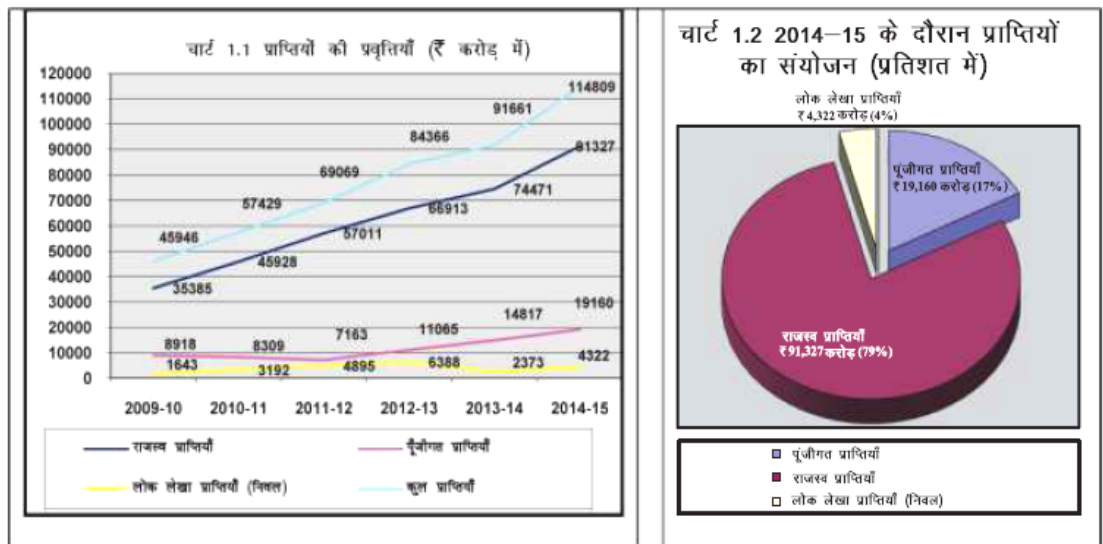 चार्ट 1.1 प्राप्तियों की प्रवृत्तियाँ (₹ करोड़ में)
120000
110000
100000
90000
80000
70000
60000
50000
40000
30000
20000
10000
0
45946
57429
69069
84366
91661
114809
35385
45928
57011
66913
74471
91327
8918
8309
7163
11065
14817
19160
1643
3192
4895
6388
2373
4322
2009-10 2010-11 2011-12 2012-13 2013-14 2014-15
राजस्व प्राप्तियाँ पूँजीगत प्राप्तियाँ
लोक लेखा प्राप्तियाँ (निवल) कुल प्राप्तियाँ
चार्ट 1.2 2014–15 के दौरान प्राप्तियों
का संयोजन (प्रतिशत में)
लोक लेखा प्राप्तियाँ
₹ 4,322 करोड़ (4%)
पूंजीगत प्राप्तियाँ
₹ 19,160 करोड़ (17%)
राजस्व प्राप्तियाँ
₹ 91,327 करोड़ (79%)
पूंजीगत प्राप्तियाँ
राजस्व प्राप्तियाँ
लोक लेखा प्राप्तियाँ (निवल)